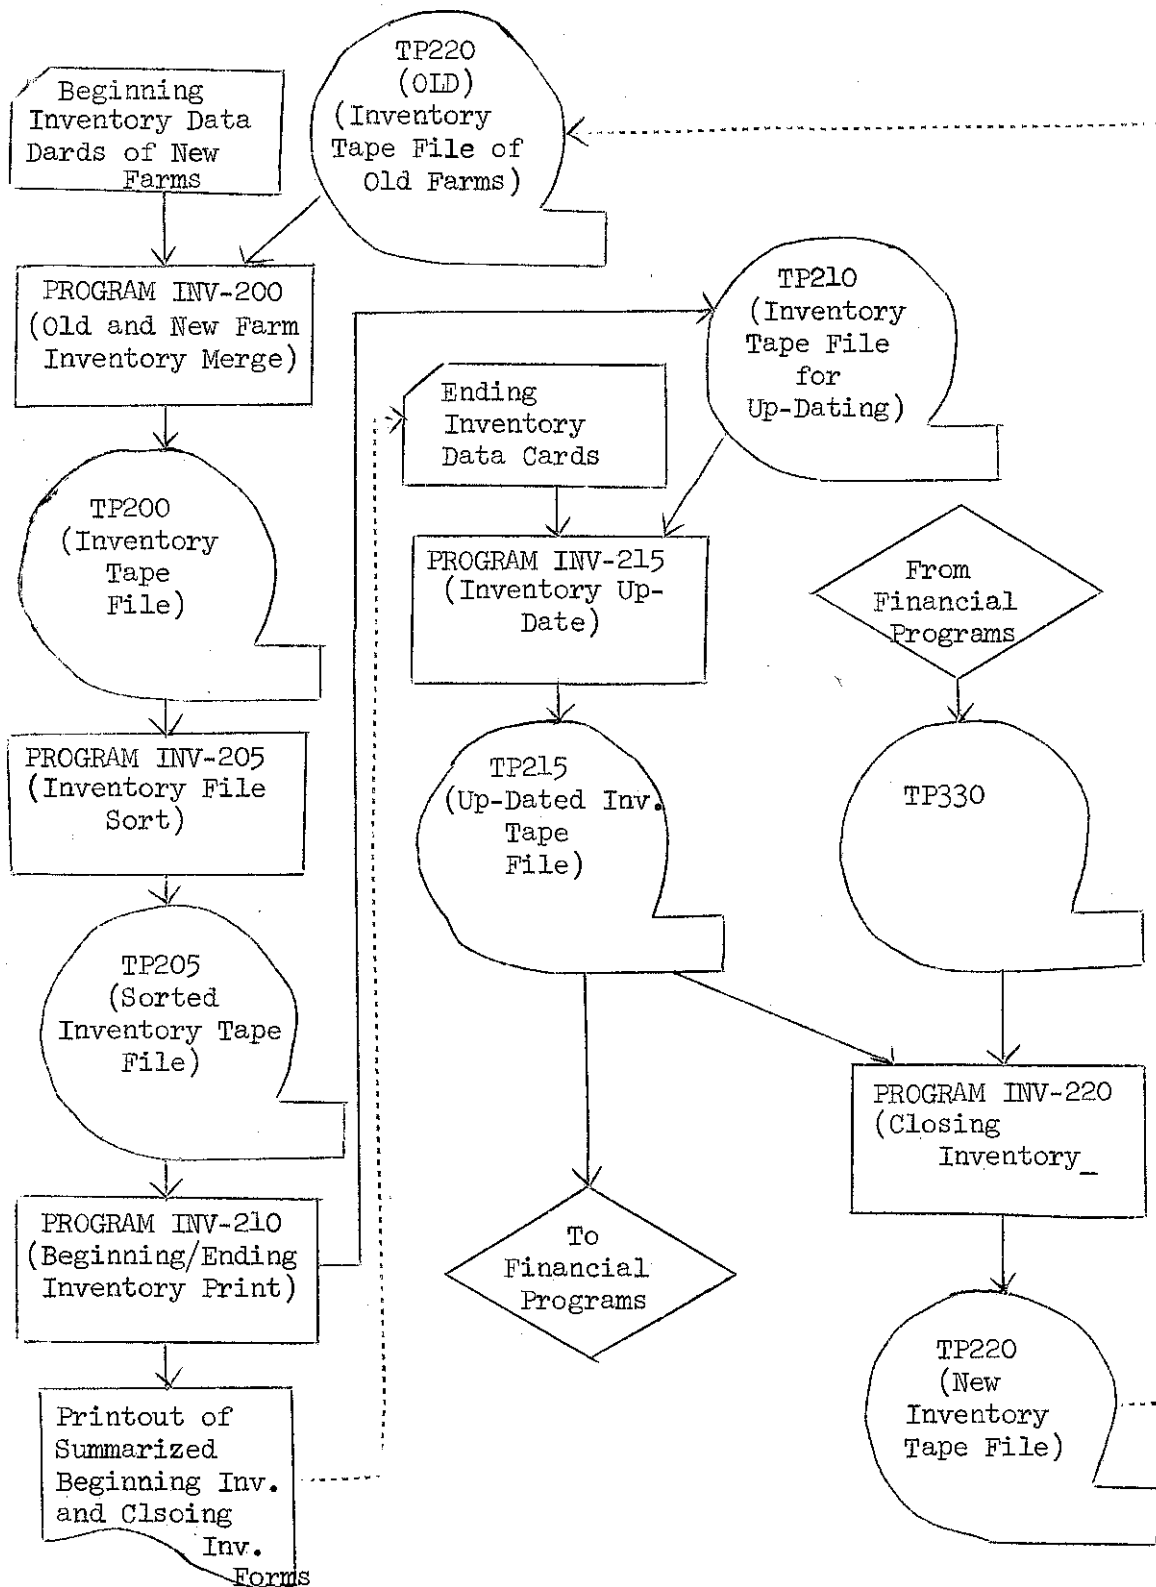 Beginning
Inventory Data
Dards of New
Farms
TP220
(OLD)
(Inventory
Tape File of
Old Farms)
PROGRAM INV-200
(Old and New Farm
Inventory Merge)
TP200
(Inventory
Tape
File)
PROGRAM INV-205
(Inventory File
Sort)
TP205
(Sorted
Inventory Tape
File)
PROGRAM INV-210
(Beginning/Ending
Inventory Print)
Printout of
Summarized
Beginning Inv.
and Clsoing
Inv.
Forms
TP210
(Inventory
Tape File
for
Up-Dating)
Ending
Inventory
Data Cards
PROGRAM INV-215
(Inventory Up-
Date)
TP215
(Up-Dated Inv.
Tape
File)
To
Financial
Programs
From
Financial
Programs
TP330
PROGRAM INV-220
(Closing
Inventory_
TP220
(New
Inventory
Tape File)